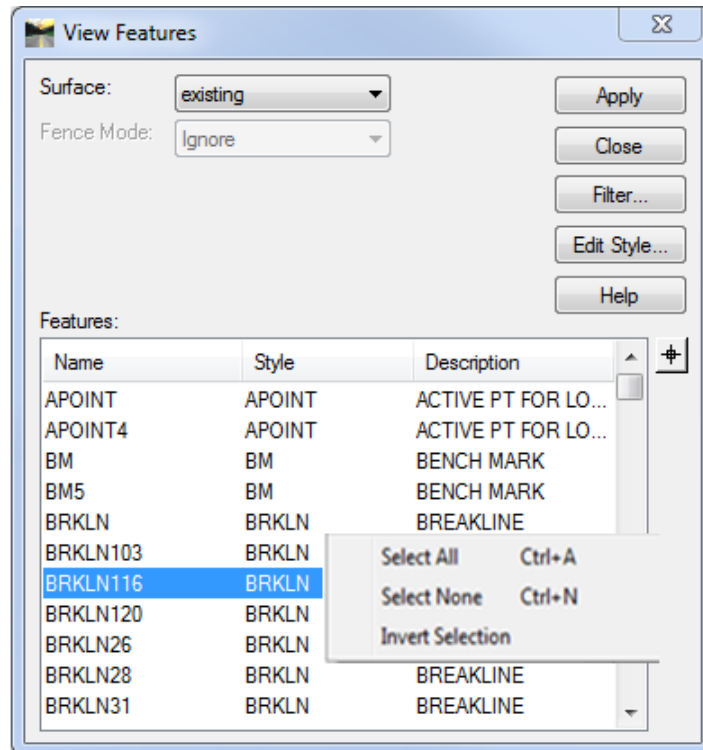 View Features
Surface: existing Apply
Fence Mode: Ignore Close
Filter...
Edit Style...
Help
Features:
Name Style Description
APOINT APOINT ACTIVE PT FOR LO...
APOINT4 APOINT ACTIVE PT FOR LO...
BM BM BENCH MARK
BM5 BM BENCH MARK
BRKLN BRKLN BREAKLINE
BRKLN103 BRKLN Select All Ctrl+A
BRKLN116 BRKLN Select None Ctrl+N
BRKLN120 BRKLN
BRKLN26 BRKLN Invert Selection
BRKLN28 BRKLN BREAKLINE
BRKLN31 BRKLN BREAKLINE